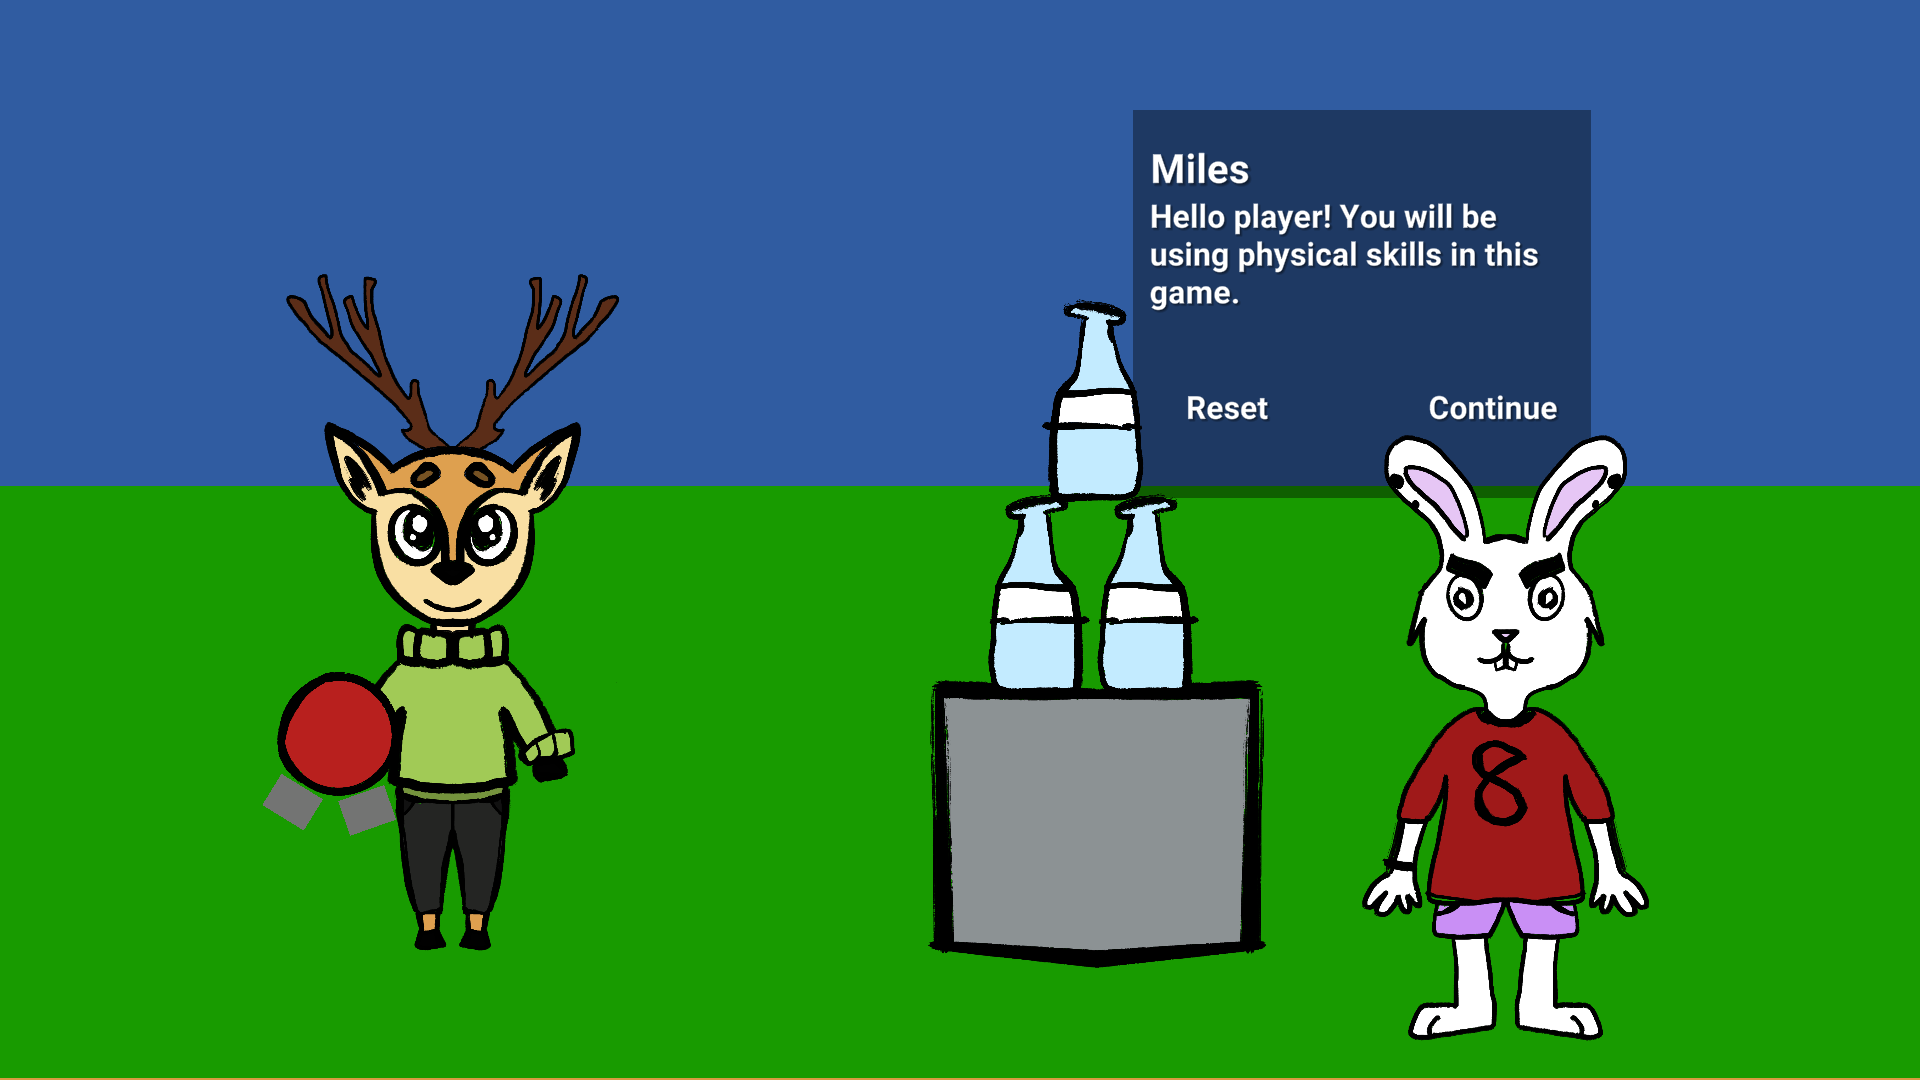 Miles
Hello player! You will be
using physical skills in this
game.
Reset Continue
8